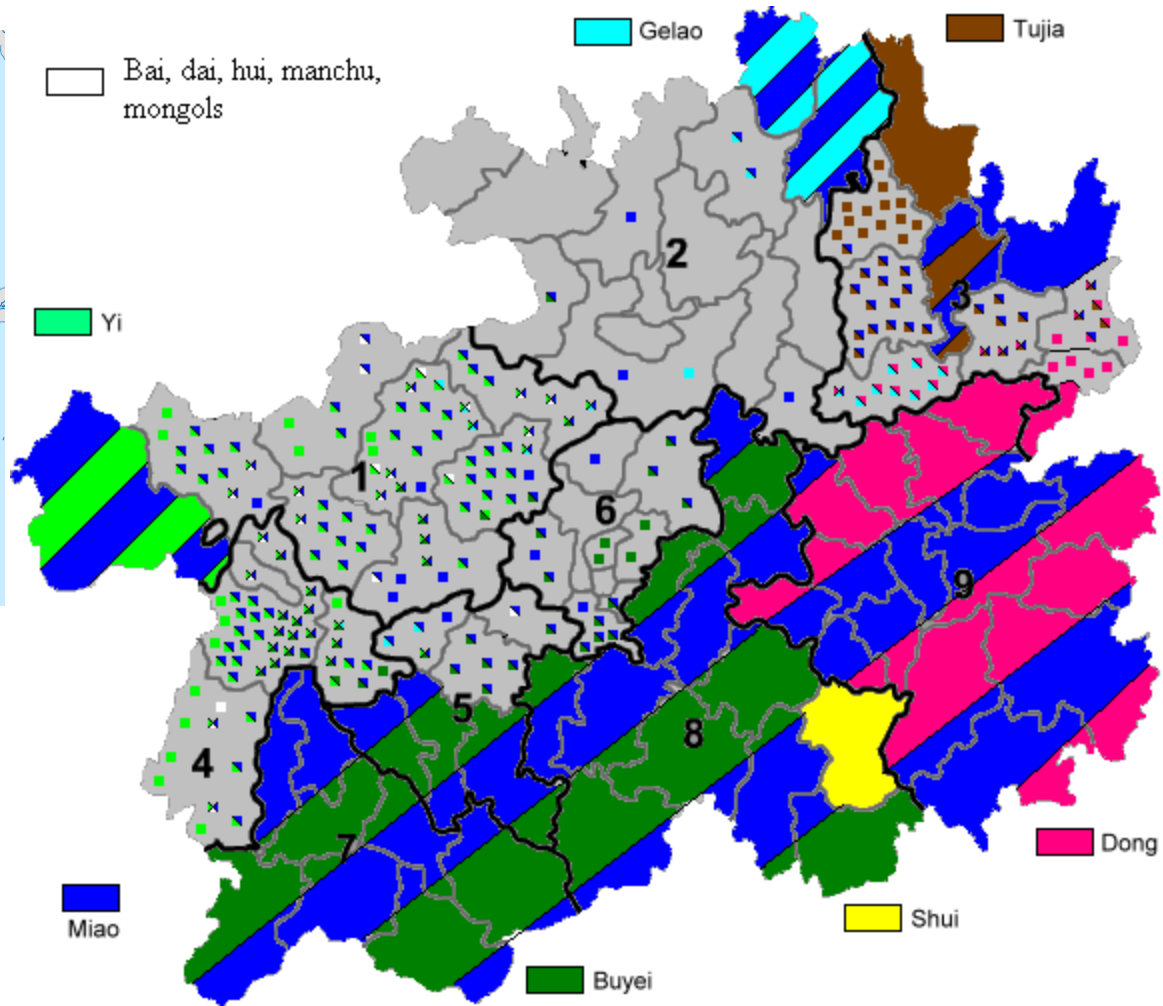 Gelao
Tujia
Bai, dai, hui, manchu,
mongols
2
3
Yi
1
6
9
5
8
4
7
Dong
Miao
Shui
Buyei